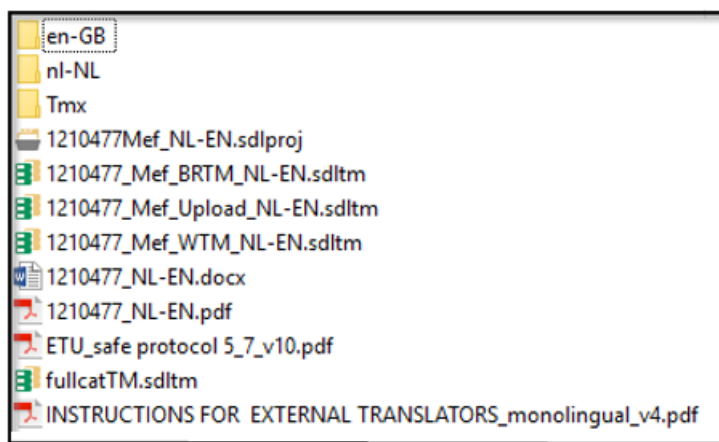 en-GB
nl-NL
Tmx
1210477Mef_NL-EN.sdlproj
1210477_Mef_BRTM_NL-EN.sdltm
1210477_Mef_Upload_NL-EN.sdltm
1210477_Mef_WTM_NL-EN.sdltm
1210477_NL-EN.docx
1210477_NL-EN.pdf
ETU_safe protocol 5_7_v10.pdf
fullcatTM.sdltm
INSTRUCTIONS FOR  EXTERNAL TRANSLATORS_monolingual_v4.pdf